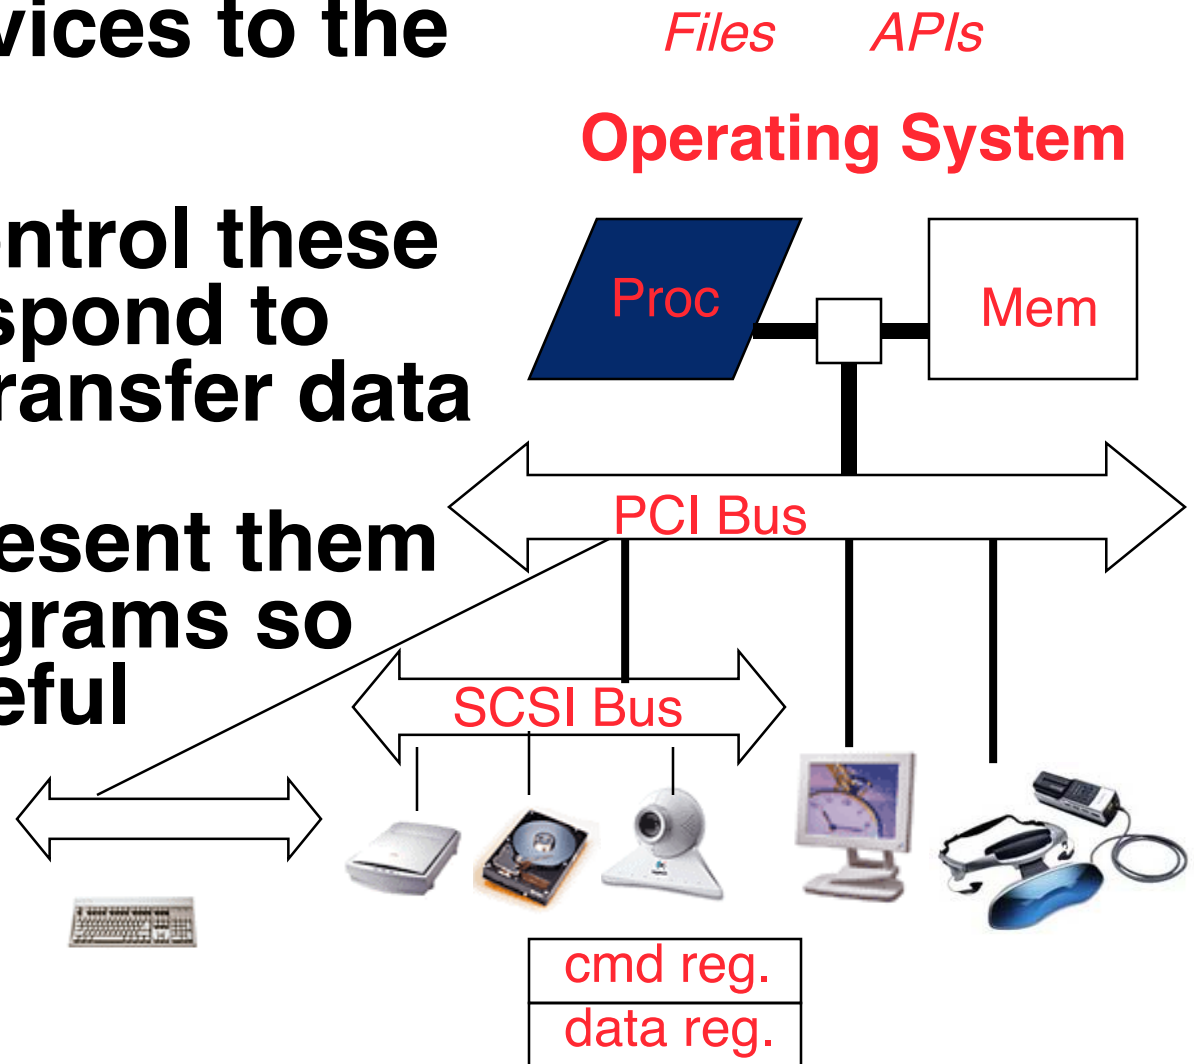 vices to the
Files APIs
Operating System
ntrol these
spond to
ransfer data
Proc
Mem
PCI Bus
esent them
grams so
eful
SCSI Bus
cmd reg.
data reg.